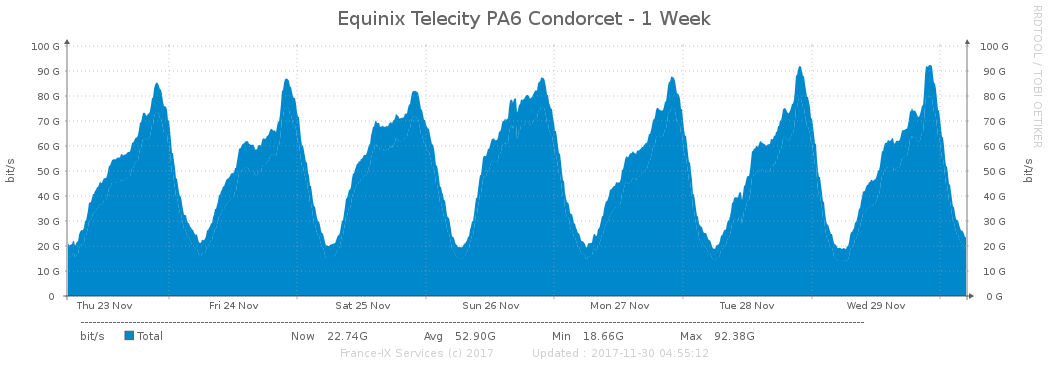 Equinix Telecity PA6 Condorcet - 1 Week
RRDTOOL / TOBI OETIKER
bit/s
100 G
90 G
80 G
70 G
60 G
50 G
40 G
30 G
20 G
10 G
0
100 G
90 G
80 G
70 G
60 G
50 G
40 G
30 G
20 G
10 G
0 G
bit/s
Thu 23 Nov Fri 24 Nov Sat 25 Nov Sun 26 Nov Mon 27 Nov Tue 28 Nov Wed 29 Nov
bit/s Total Now 22.74G Avg 52.90G Min 18.66G Max 92.38G
France-IX Services (c) 2017 Updated : 2017-11-30 04:55:12